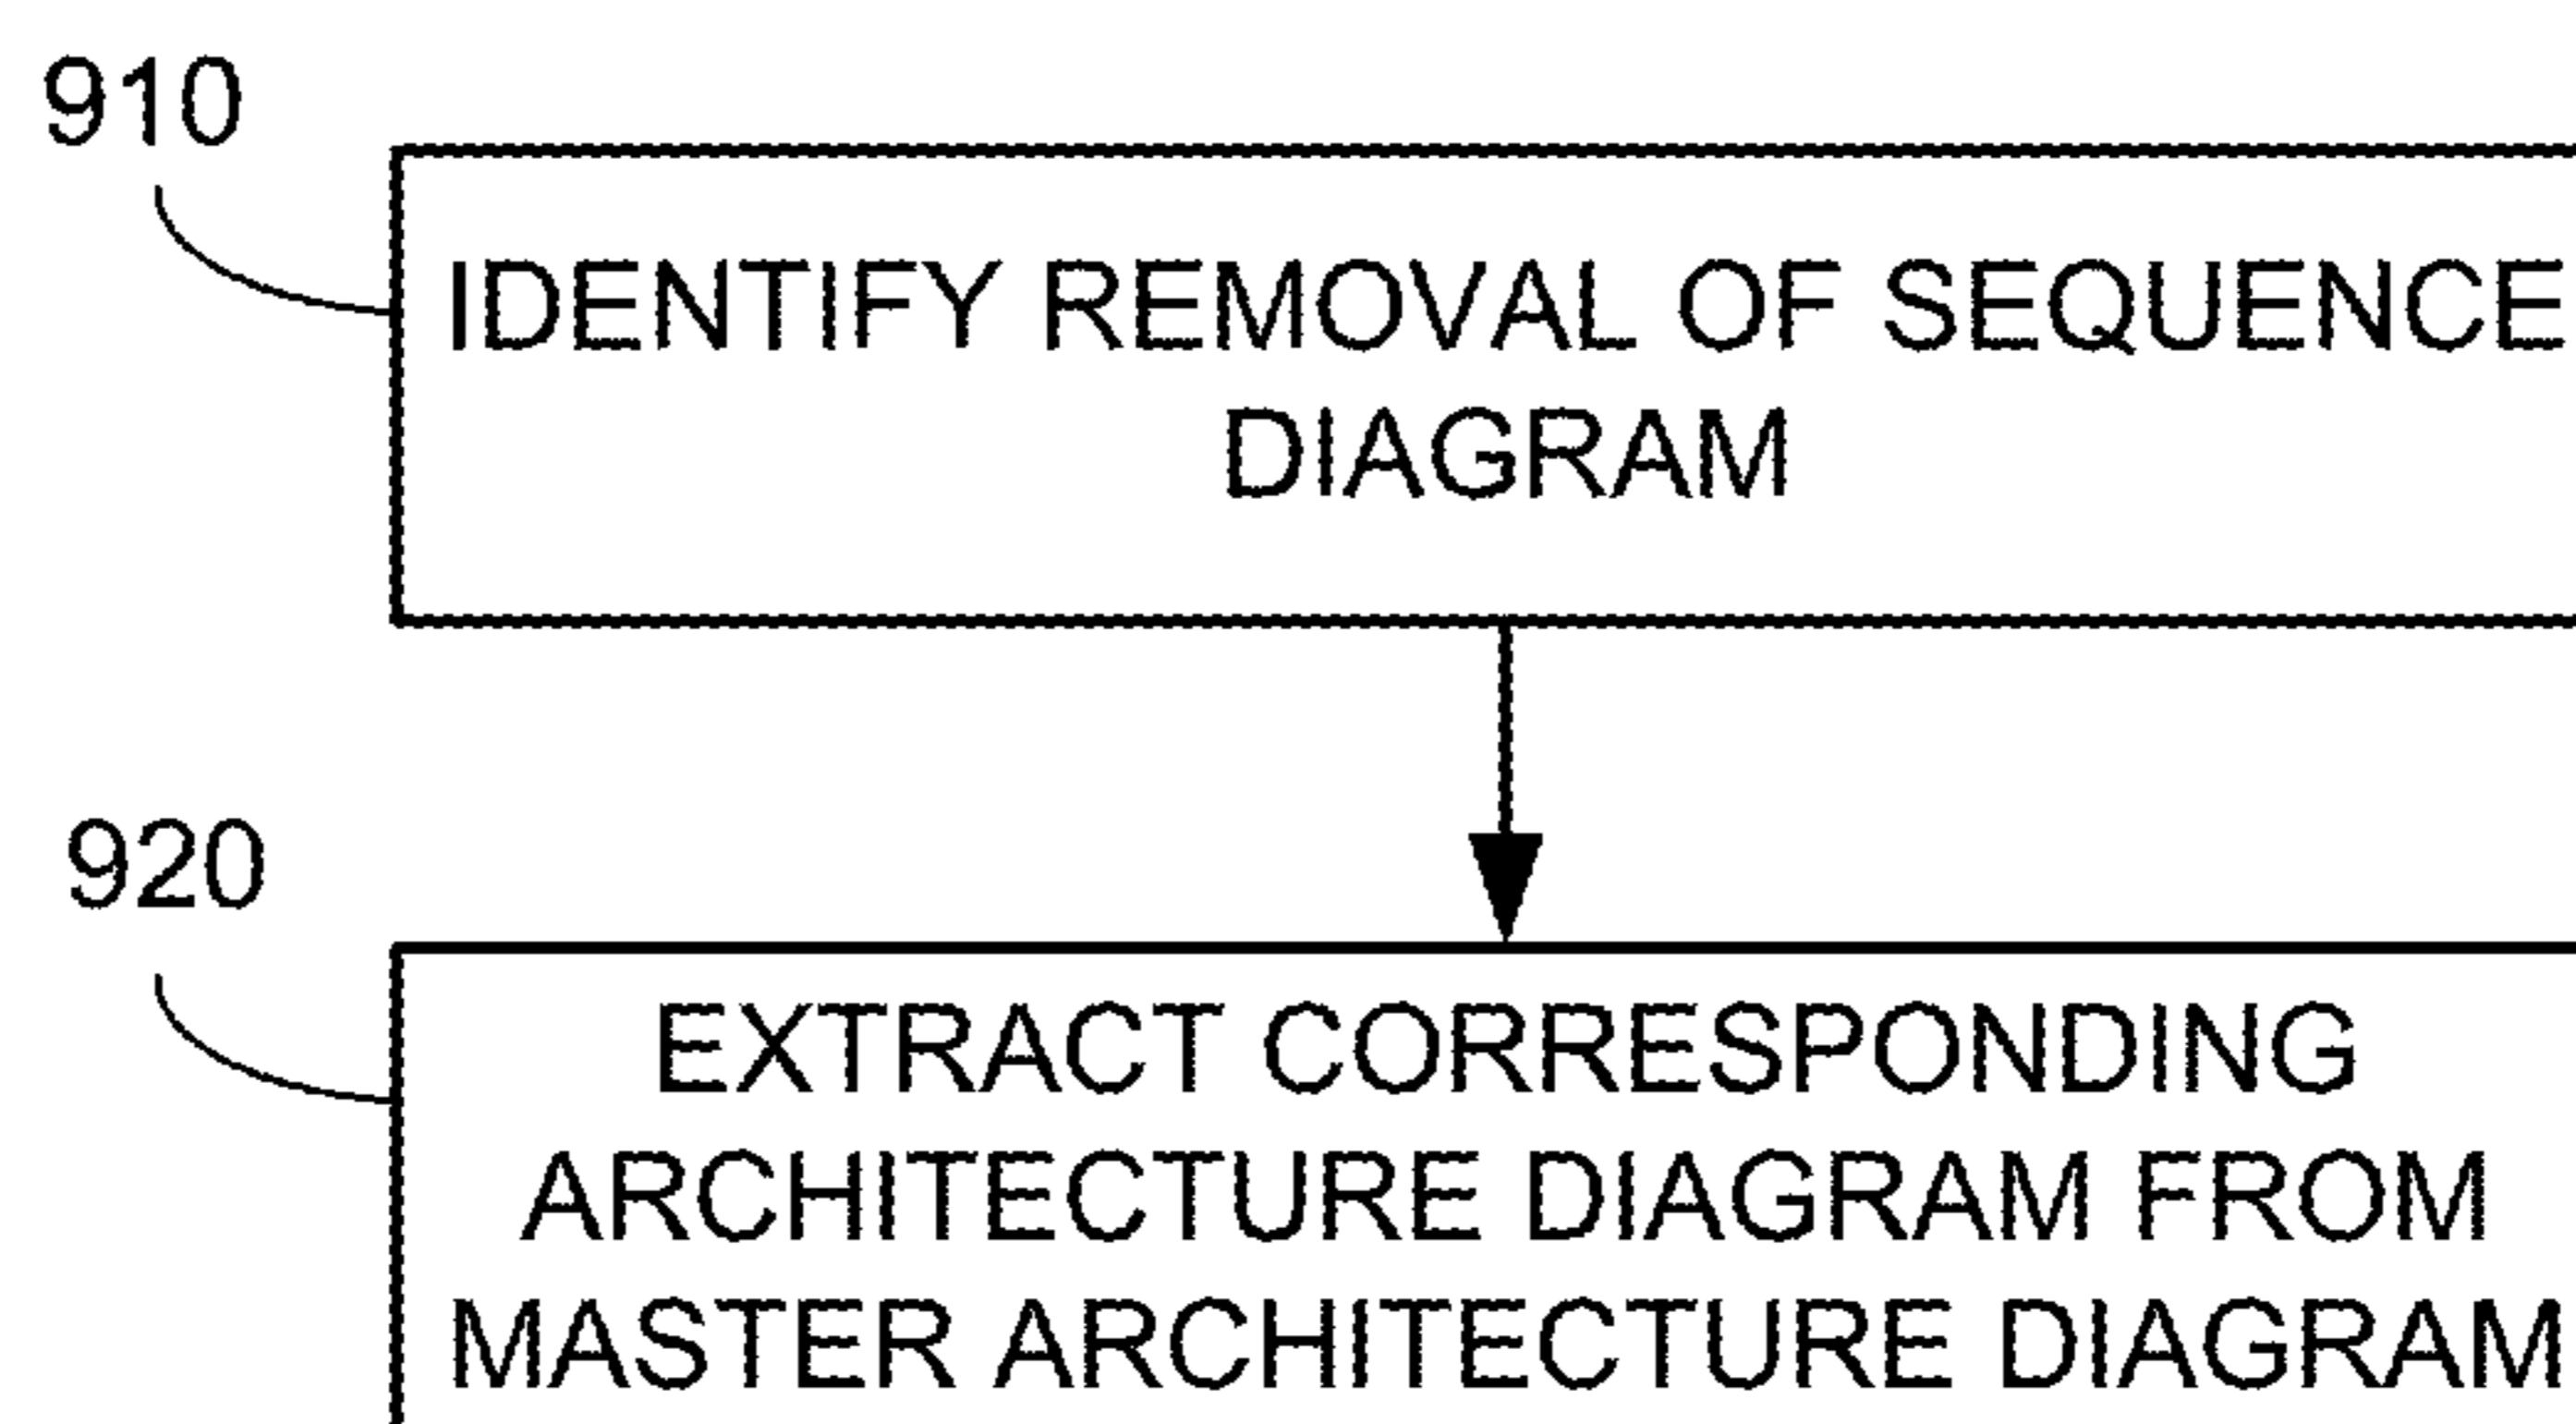 910
IDENTIFY REMOVAL OF SEQUENCE
DIAGRAM
920
EXTRACT CORRESPONDING
ARCHITECTURE DIAGRAM FROM
MASTER ARCHITECTURE DIAGRAM